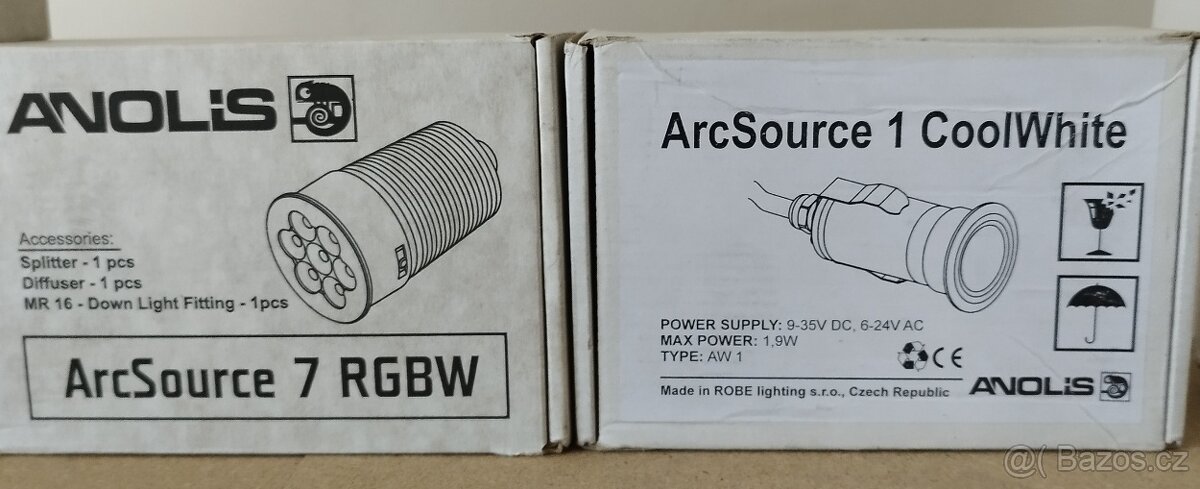 ANOLiS
Accessories:
Splitter - 1 pcs
Diffuser - 1 pcs
MR 16 - Down Light Fitting - 1pcs
ArcSource 7 RGBW
ArcSource 1 CoolWhite
POWER SUPPLY: 9-35V DC, 6-24V AC
MAX POWER: 1,9W
TYPE: AW 1
CE
Made in ROBE lighting s.r.o., Czech Republic
ANOLiS
@( Bazos.cz